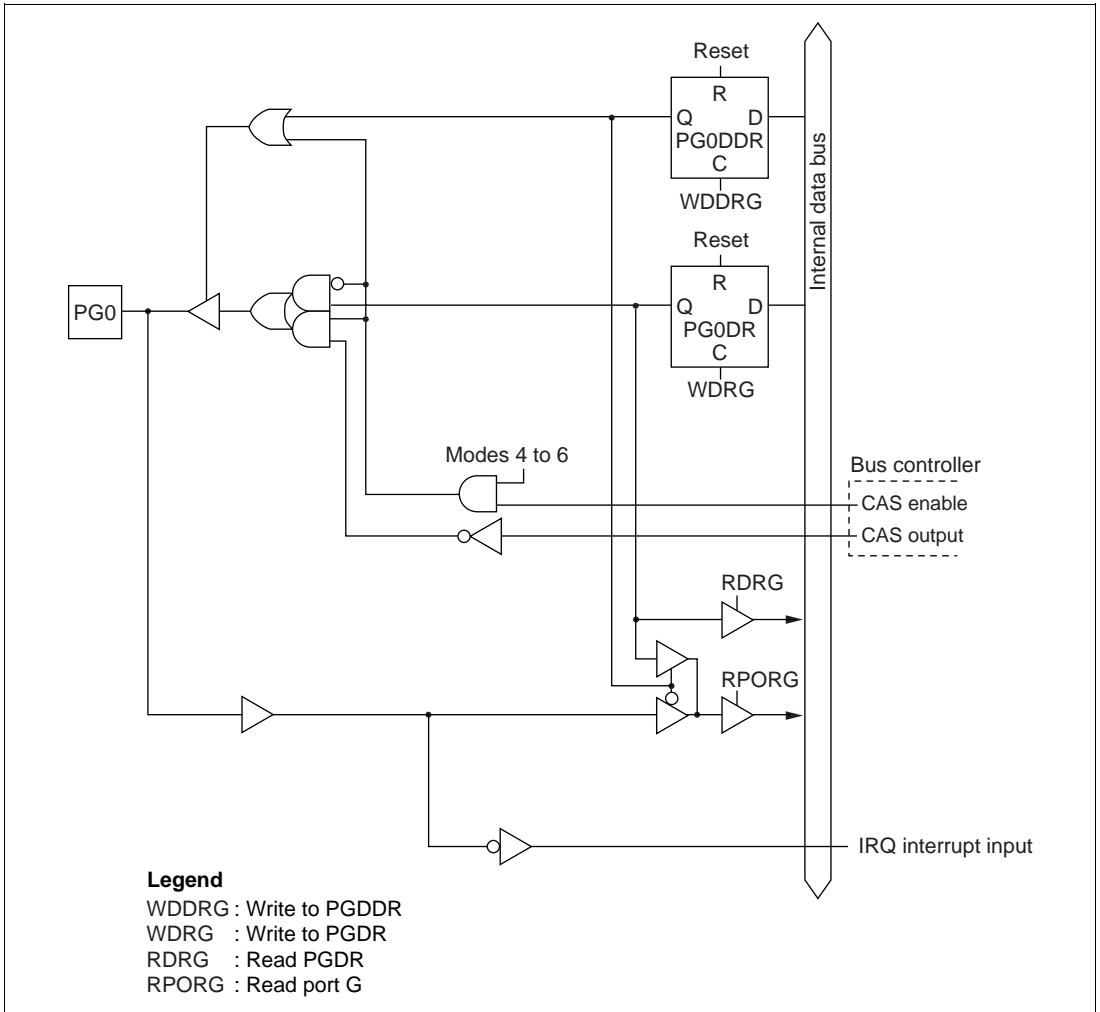 Reset
R
Q D
PG0DDR
C
WDDRG
Internal data bus
Reset
R
PG0
Q D
PG0DR
C
WDRG
Modes 4 to 6
Bus controller
CAS enable
CAS output
RDRG
RPORG
IRQ interrupt input
Legend
WDDRG : Write to PGDDR
WDRG : Write to PGDR
RDRG : Read PGDR
RPORG : Read port G